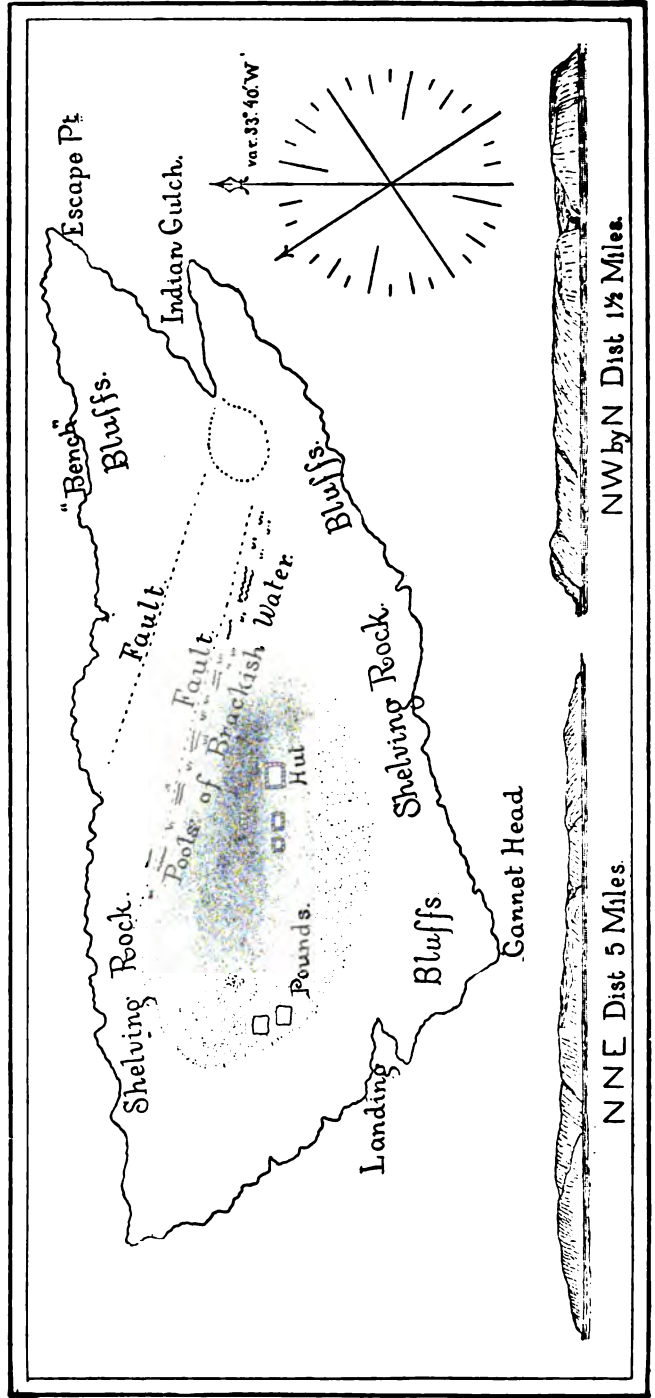 "Bench"
Bluffs.
Escape Pt
Fault
Indian Gulch.
Fault
Shelving Rock.
Pools of Brackish Water.
Hut
Pounds.
Bluffs.
Shelving Rock
Landing
Bluffs
Gannet Head
var. 33° 40' W'
NNE Dist 5 Miles.
NW by N Dist 1½ Miles.